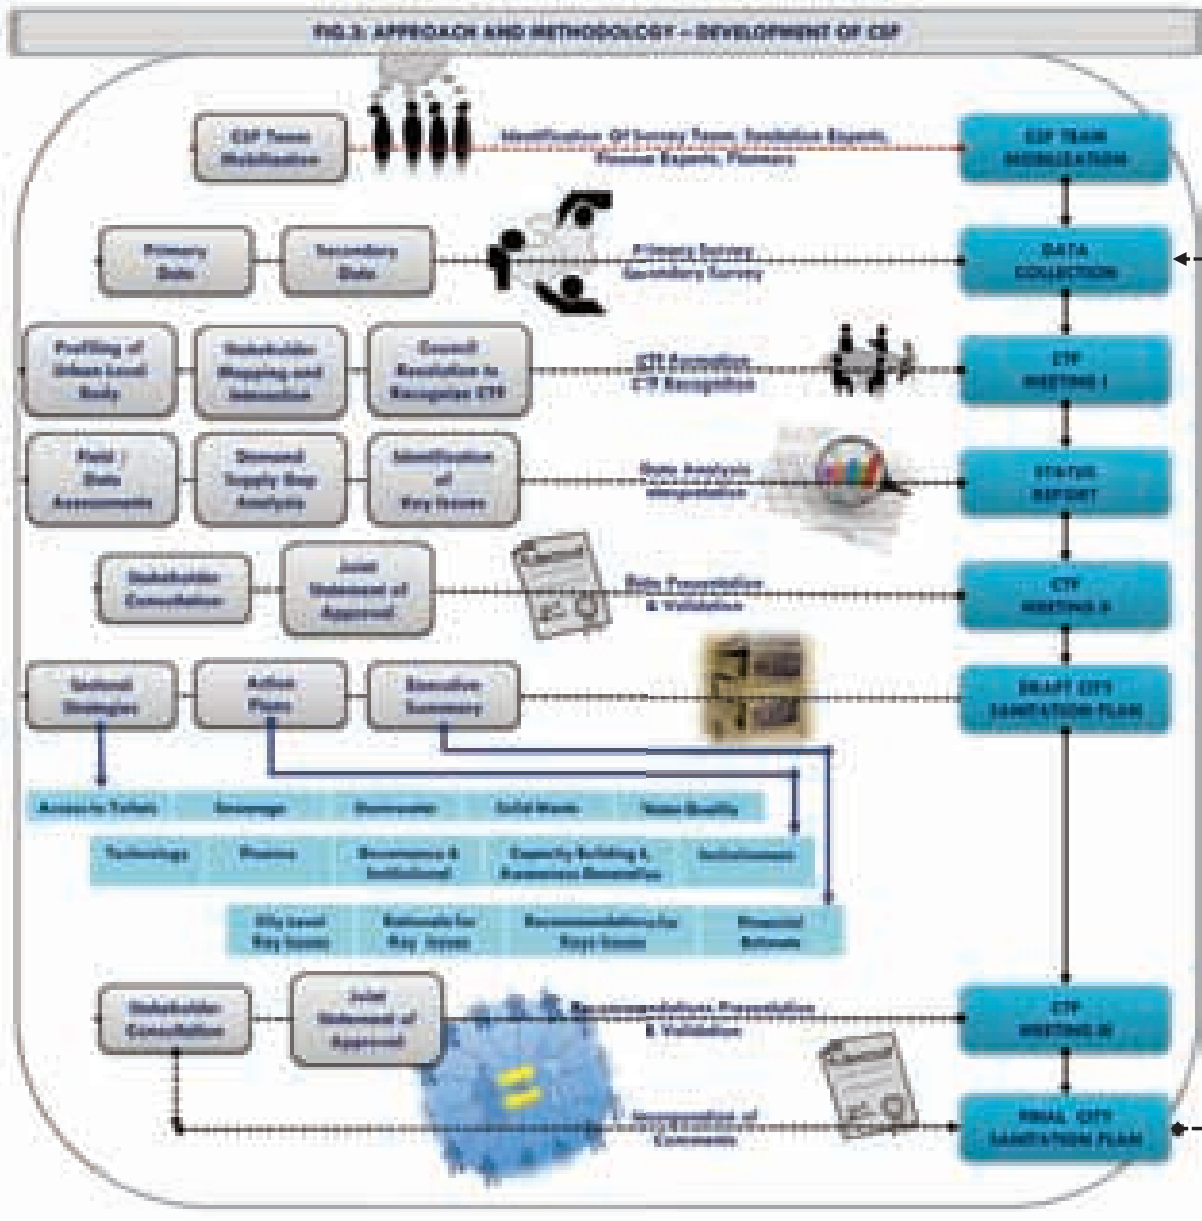 FIG.3: APPROACH AND METHODOLOGY – DEVELOPMENT OF CSP
CSP Team
Mobilization
Identification Of Survey Team, Sanitation Experts,
Finance Experts, Planners
CSP TEAM
MOBILIZATION
Primary
Data
Secondary
Data
Primary Survey
Secondary Survey
DATA
COLLECTION
Profiling of
Urban Local
Body
Stakeholder
Mapping and
Interaction
Council
Resolution to
Recognize CTF
CTF Formation
CTF Recognition
CTF
MEETING I
Field /
Data
Assessments
Demand
Supply Gap
Analysis
Identification
of
Key Issues
Data Analysis
Interpretation
STATUS
REPORT
Stakeholder
Consultation
Joint
Statement of
Approval
Data Presentation
& Validation
CTF
MEETING II
Sectoral
Strategies
Action
Plans
Executive
Summary
DRAFT CITY
SANITATION PLAN
Access to Toilets
Sewerage
Solid Waste
Water Quality
Technology
Finance
Governance &
Institutional
Capacity Building &
Awareness Generation
City Level
Key Issues
Rationale for
Key Issues
Recommendations for
Keys Issues
Financial
Estimate
Stakeholder
Consultation
Joint
Statement of
Approval
Recommendations Presentation
& Validation
CTF
MEETING III
Incorporation of
Comments
FINAL CITY
SANITATION PLAN